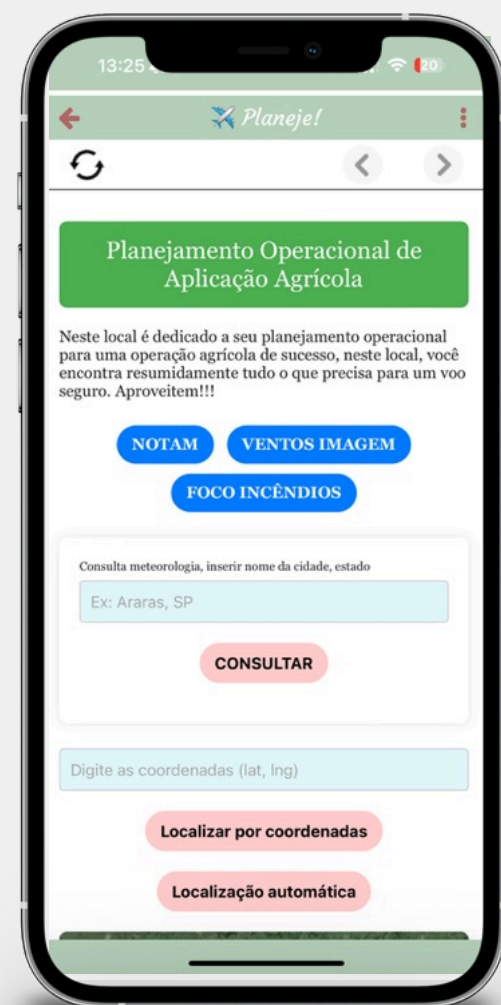 13:25
20
Planeje!
Planejamento Operacional de
Aplicação Agrícola
Neste local é dedicado a seu planejamento operacional
para uma operação agrícola de sucesso, neste local, você
encontra resumidamente tudo o que precisa para um voo
seguro. Aproveitem!!!
NOTAM
VENTOS IMAGEM
FOCO INCÊNDIOS
Consulta meteorologia, inserir nome da cidade, estado
Ex: Araras, SP
CONSULTAR
Digite as coordenadas (lat, lng)
Localizar por coordenadas
Localização automática